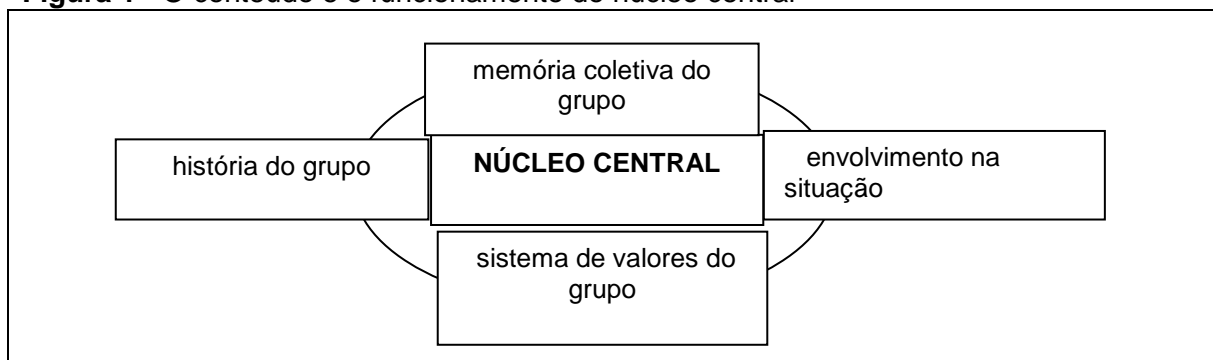 Figura - O conteúdo e o funcionamento do núcleo central
memória coletiva do
grupo
história do grupo
NÚCLEO CENTRAL
envolvimento na
situação
sistema de valores do
grupo